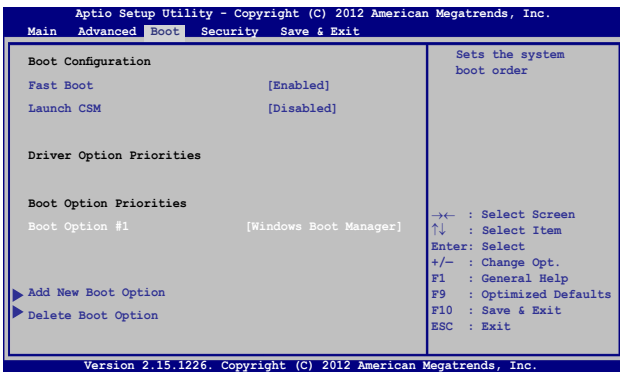 Aptio Setup Utility - Copyright (C) 2012 American Megatrends, Inc.
Main Advanced Boot Security Save & Exit
Boot Configuration
Fast Boot [Enabled]
Launch CSM [Disabled]
Driver Option Priorities
Boot Option Priorities
Boot Option #1 [Windows Boot Manager]
Add New Boot Option
Delete Boot Option
Sets the system
boot order
→← : Select Screen
↑↓ : Select Item
Enter: Select
+/— : Change Opt.
F1 : General Help
F9 : Optimized Defaults
F10 : Save & Exit
ESC : Exit
Version 2.15.1226. Copyright (C) 2012 American Megatrends, Inc.